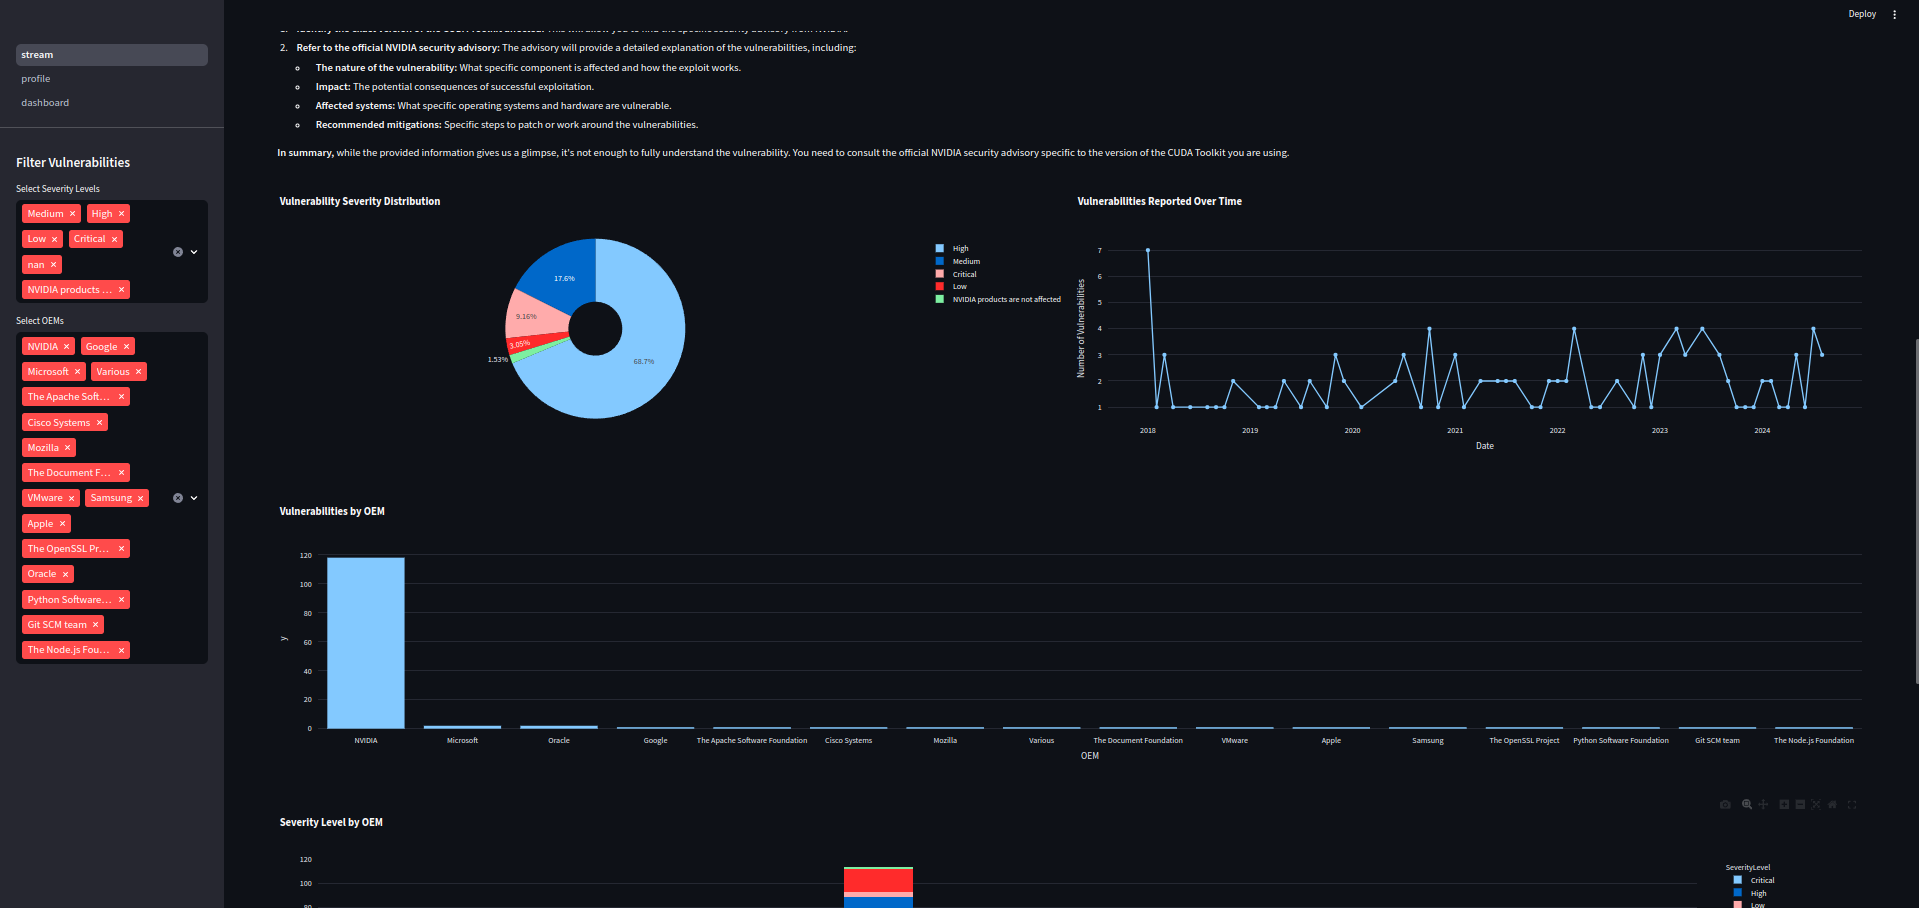 Deploy
stream
profile
dashboard
Filter Vulnerabilities
Select Severity Levels
Medium
High
Low
Critical
nan
NVIDIA products ...
Select OEMs
NVIDIA
Google
Microsoft
Various
The Apache Soft...
Cisco Systems
Mozilla
The Document F...
VMware
Samsung
Apple
The OpenSSL Pr...
Oracle
Python Software...
Git SCM team
The Node.js Fou...
2. Refer to the official NVIDIA security advisory: The advisory will provide a detailed explanation of the vulnerabilities, including:
The nature of the vulnerability: What specific component is affected and how the exploit works.
Impact: The potential consequences of successful exploitation.
Affected systems: What specific operating systems and hardware are vulnerable.
Recommended mitigations: Specific steps to patch or work around the vulnerabilities.
In summary, while the provided information gives us a glimpse, it's not enough to fully understand the vulnerability. You need to consult the official NVIDIA security advisory specific to the version of the CUDA Toolkit you are using.
Vulnerability Severity Distribution
17.6%
9.16%
3.05%
1.53%
68.7%
High
Medium
Critical
Low
NVIDIA products are not affected
Vulnerabilities Reported Over Time
Number of Vulnerabilities
7
6
5
4
3
2
1
2018 2019 2020 2021 2022 2023 2024
Date
Vulnerabilities by OEM
y
120
100
80
60
40
20
0
NVIDIA Microsoft Oracle Google The Apache Software Foundation Cisco Systems Mozilla Various The Document Foundation VMware Apple Samsung The OpenSSL Project Python Software Foundation Git SCM team The Node.js Foundation
OEM
Severity Level by OEM
120
100
80
SeverityLevel
Critical
High
Low